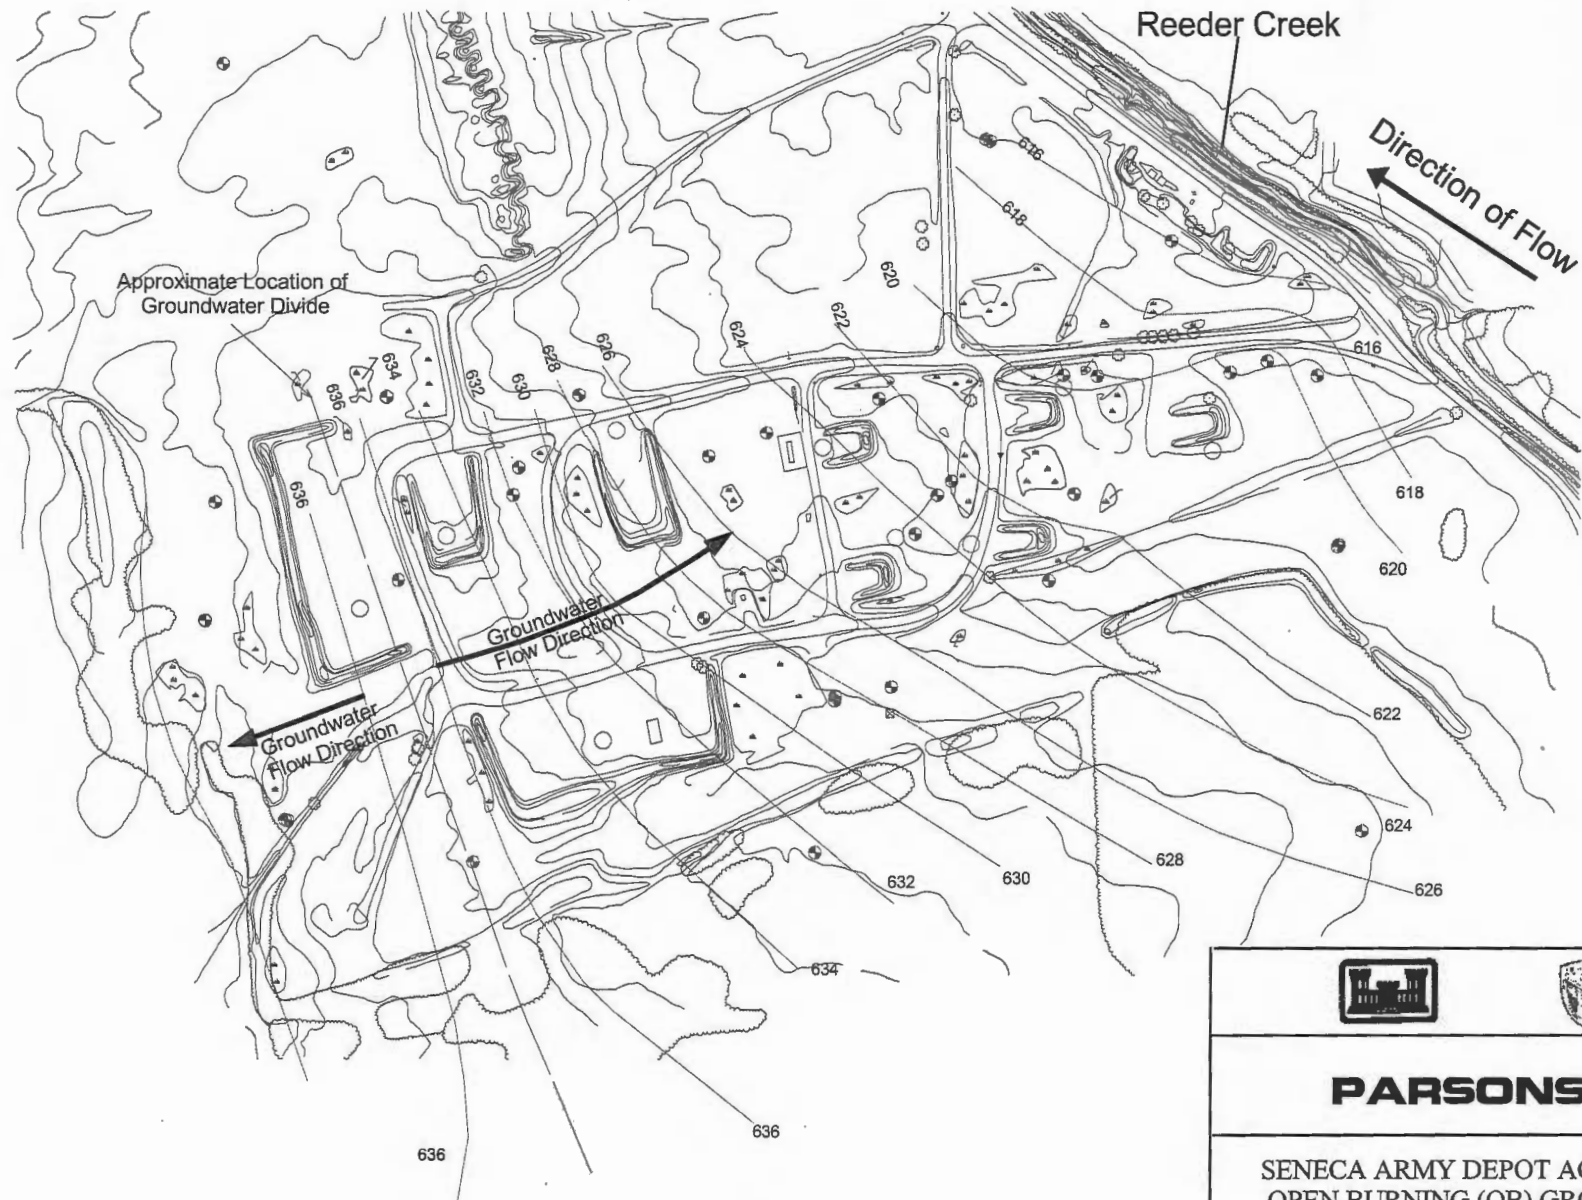 Reeder Creek
Direction of Flow
616
618
620
622
624
Approximate Location of
Groundwater Divide
626
628
630
632
634
636
616
636
618
620
Groundwater
Flow Direction
Groundwater
Flow Direction
622
624
628
626
630
632
634
636
636
PARSONS
SENECA ARMY DEPOT